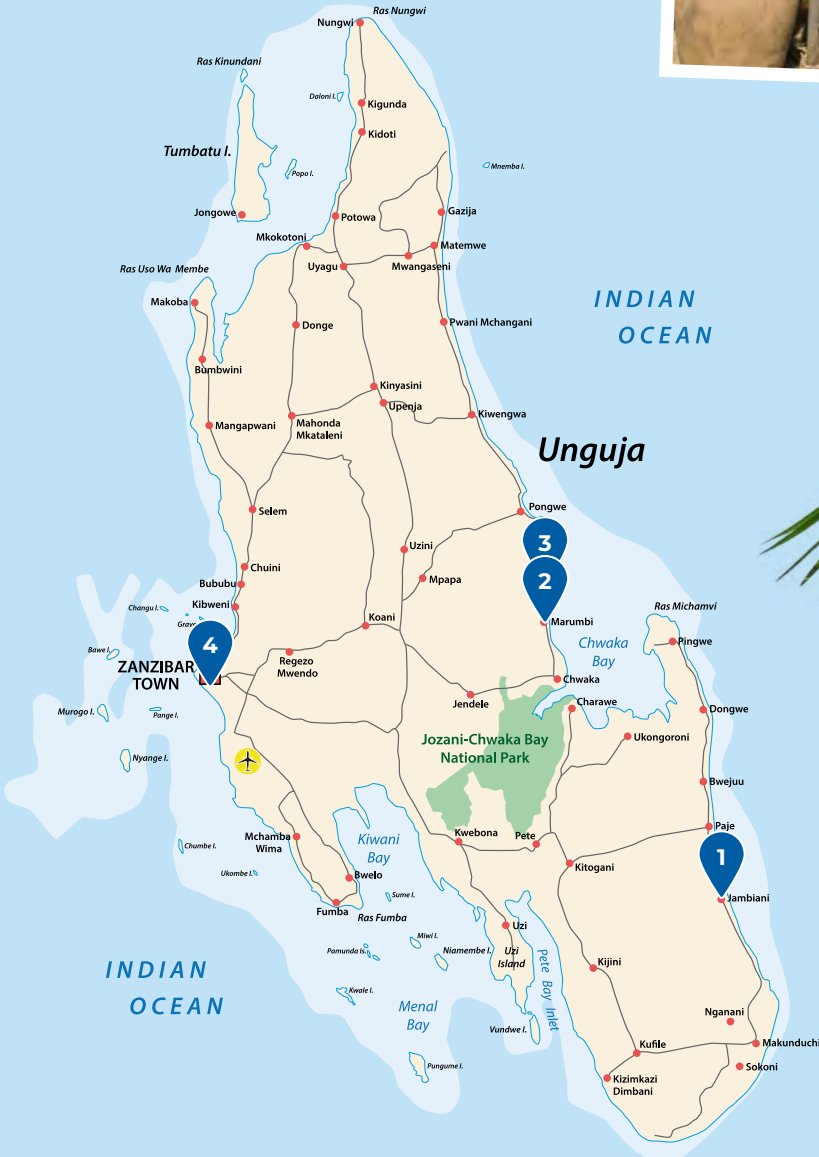 Ras Nungwi
Nungwi
Ras Kinundani
Daloni I.
Kigunda
Kidoti
Tumbatu I.
Popo I.
Mnemba I.
Jongowe
Potowa
Gazija
Mkokotoni
Matemwe
Uyagu
Mwangaseni
Ras Uso Wa Membe
Makoba
INDIAN
OCEAN
Donge
Pwani Mchangani
Bumbwini
Kinyasini
Upenja
Kiwengwa
Mangapwani
Mahonda
Mkataleni
Unguja
Pongwe
Selem
3
Uzini
2
Chuini
Mpapa
Bububu
Kibweni
Changu I.
Ras Michamvi
Koani
Marumbi
4
Chwaka
Bay
Pingwe
Bawe I.
ZANZIBAR
TOWN
Regezo
Mwendo
Chwaka
Jendele
Charawe
Dongwe
Murogo I.
Pange I.
Ukongoroni
Jozani-Chwaka Bay
National Park
Nyange I.
Bwejuu
Paje
Mchamba
Wima
Kiwani
Bay
Kwebona
Pete
Chumbe I.
1
Kitogani
Ukombe I.
Bwelo
Sume I.
Jambiani
Fumba
Ras Fumba
Uzi
Miwi I.
Pamunda Is.
Niamembe I.
Uzi
Island
Pete Bay Inlet
INDIAN
OCEAN
Kijini
Kwale I.
Menal
Bay
Nganani
Vundwe I.
Kufile
Makunduchi
Pungume I.
Sokoni
Kizimkazi
Dimbani